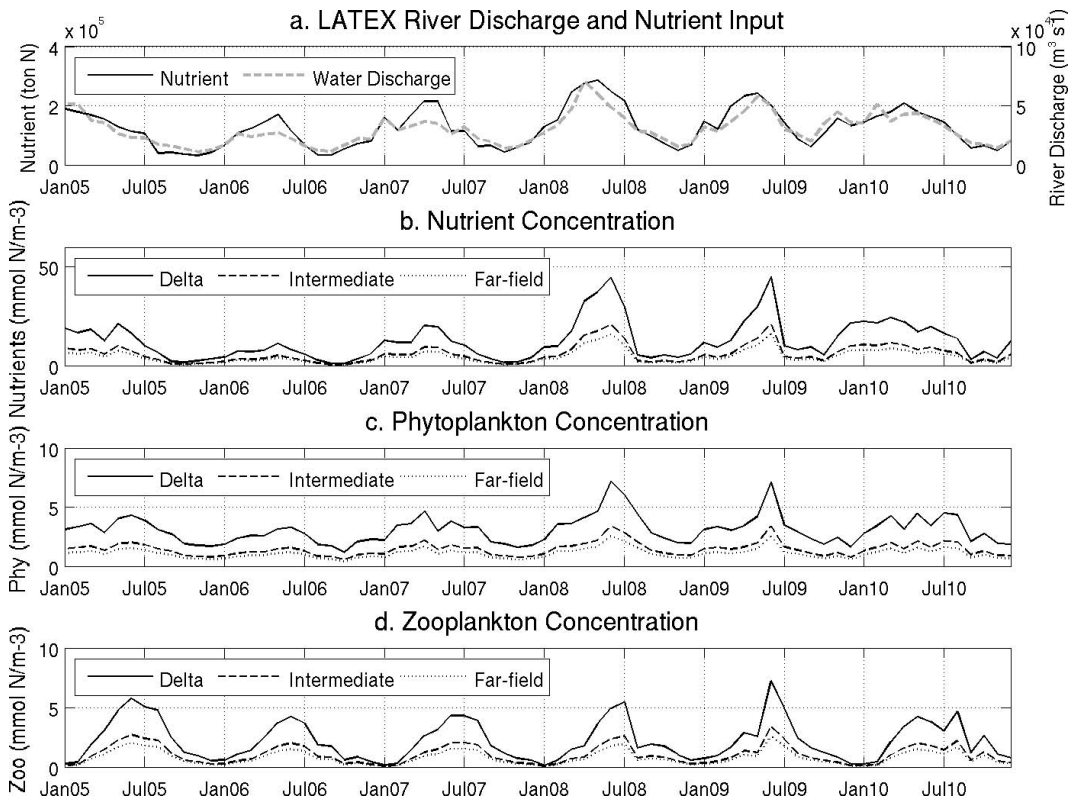 a. LATEX River Discharge and Nutrient Input
x 10^5
x 10^4
4
2
0
10
5
0
Nutrient (ton N)
River Discharge (m³ s⁻¹)
Nutrient
Water Discharge
Jan05 Jul05 Jan06 Jul06 Jan07 Jul07 Jan08 Jul08 Jan09 Jul09 Jan10 Jul10
b. Nutrient Concentration
Nutrients (mmol N/m-3)
50
0
Delta
Intermediate
Far-field
Jan05 Jul05 Jan06 Jul06 Jan07 Jul07 Jan08 Jul08 Jan09 Jul09 Jan10 Jul10
c. Phytoplankton Concentration
Phy (mmol N/m-3)
10
5
0
Delta
Intermediate
Far-field
Jan05 Jul05 Jan06 Jul06 Jan07 Jul07 Jan08 Jul08 Jan09 Jul09 Jan10 Jul10
d. Zooplankton Concentration
Zoo (mmol N/m-3)
10
5
0
Delta
Intermediate
Far-field
Jan05 Jul05 Jan06 Jul06 Jan07 Jul07 Jan08 Jul08 Jan09 Jul09 Jan10 Jul10